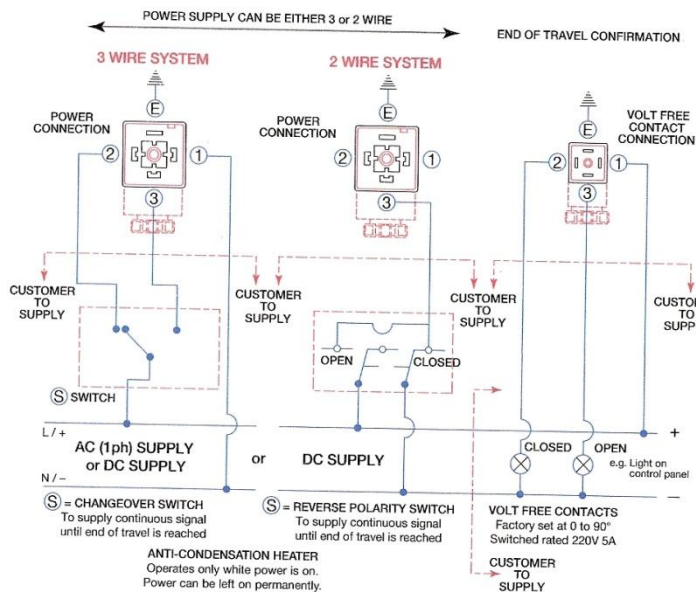 POWER SUPPLY CAN BE EITHER 3 or 2 WIRE
END OF TRAVEL CONFIRMATION
3 WIRE SYSTEM
2 WIRE SYSTEM
E
E
E
POWER
CONNECTION
POWER
CONNECTION
VOLT FREE
CONTACT
CONNECTION
2
1
3
2
1
3
2
1
3
CUSTOMER
TO
SUPPLY
CUSTOMER
TO
SUPPLY
CUSTOMER
TO
SUPPLY
CUSTOM
TO
SUPPLY
OPEN
CLOSED
S SWITCH
L / +
+
AC (1ph) SUPPLY
or DC SUPPLY
or
DC SUPPLY
CLOSED
OPEN
e.g. Light on
control panel
N / –
–
S = CHANGEOVER SWITCH
To supply continuous signal
until end of travel is reached
S = REVERSE POLARITY SWITCH
To supply continuous signal
until end of travel is reached
VOLT FREE CONTACTS
Factory set at 0 to 90°
Switched rated 220V 5A
ANTI-CONDENSATION HEATER
Operates only white power is on.
Power can be left on permanently.
CUSTOMER
TO
SUPPLY